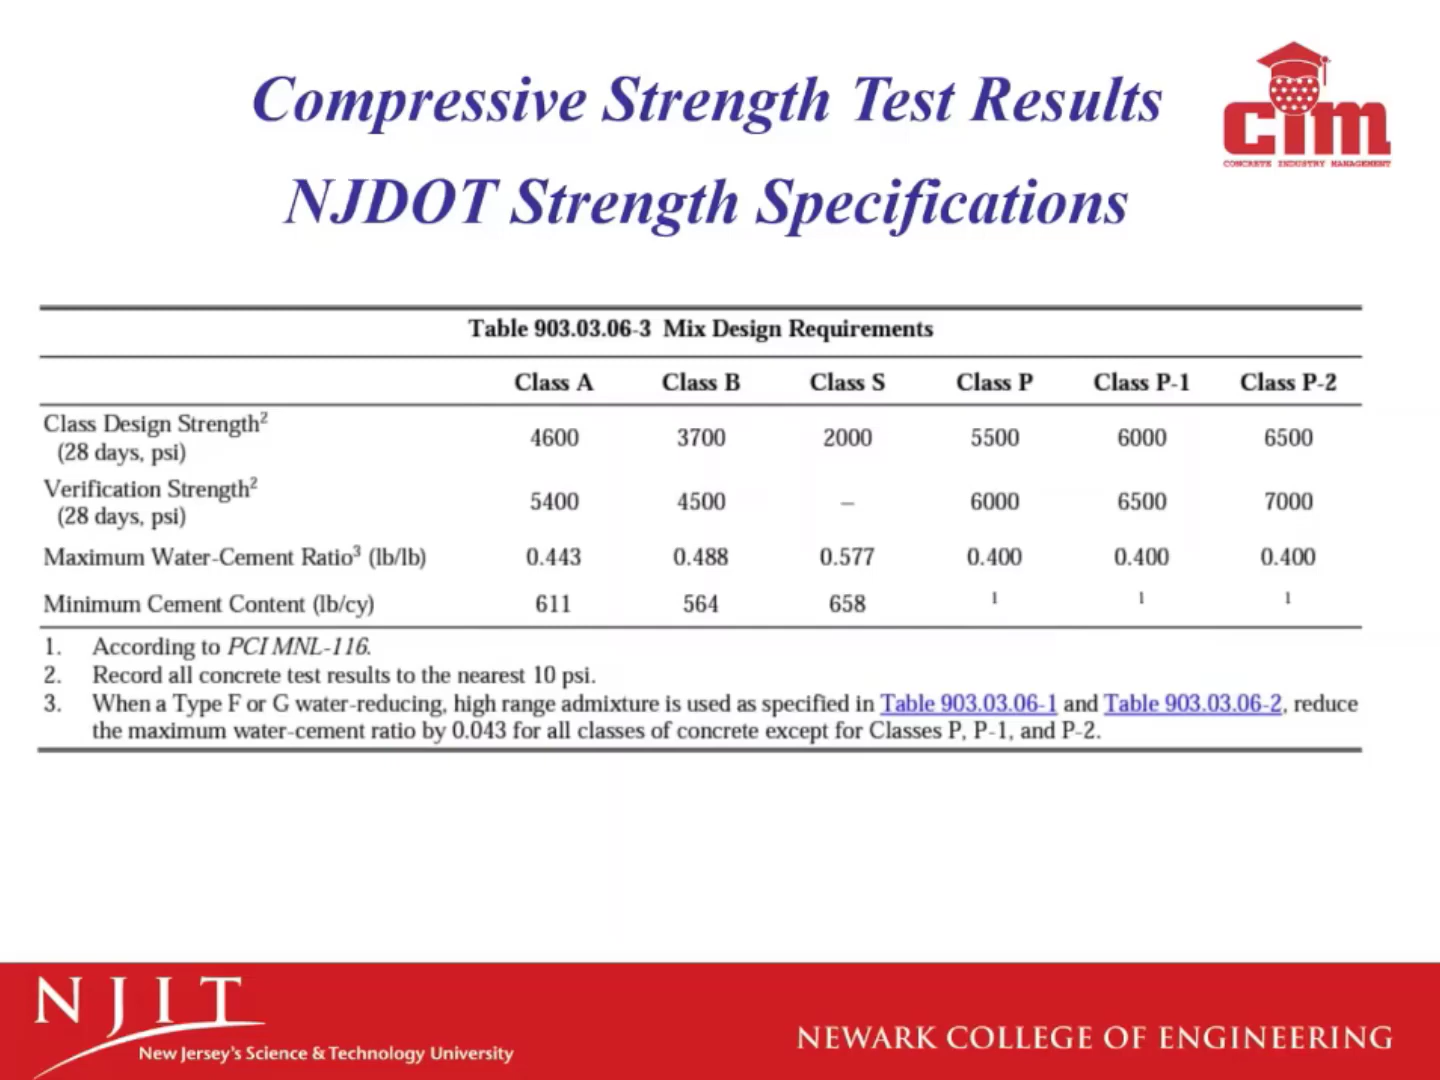 Compressive Strength Test Results
cim
CONCRETE INDUSTRY MANAGEMENT
NJDOT Strength Specifications
Table 903.03.06-3 Mix Design Requirements
Class A Class B Class S Class P Class P-1 Class P-2
Class Design Strength²
(28 days, psi) 4600 3700 2000 5500 6000 6500
Verification Strength²
(28 days, psi) 5400 4500 – 6000 6500 7000
Maximum Water-Cement Ratio³ (lb/lb) 0.443 0.488 0.577 0.400 0.400 0.400
Minimum Cement Content (lb/cy) 611 564 658 ¹ ¹ ¹
1. According to PCI MNL-116.
2. Record all concrete test results to the nearest 10 psi.
3. When a Type F or G water-reducing, high range admixture is used as specified in Table 903.03.06-1 and Table 903.03.06-2, reduce
the maximum water-cement ratio by 0.043 for all classes of concrete except for Classes P, P-1, and P-2.
NJIT
New Jersey's Science & Technology University
NEWARK COLLEGE OF ENGINEERING